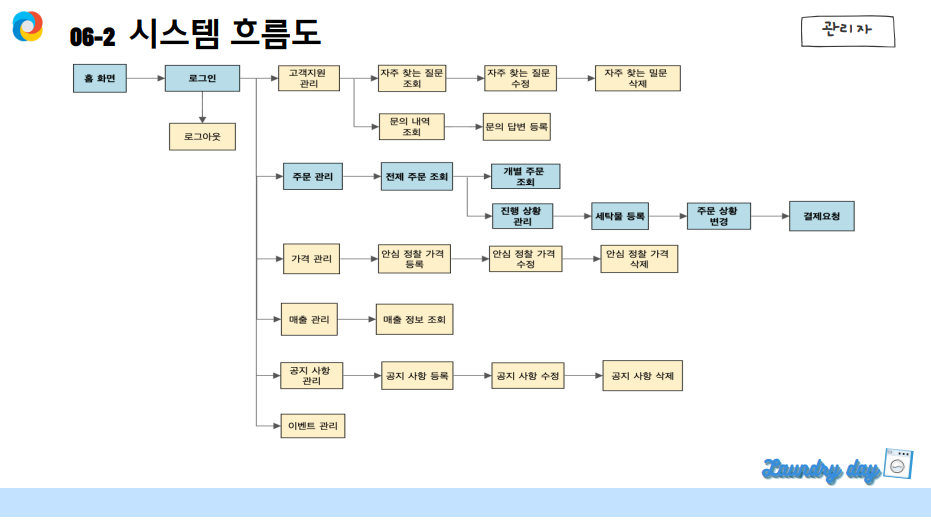 06-2 시스템 흐름도
관리자
홈 화면
로그인
로그아웃
고객지원
관리
자주 찾는 질문
조회
자주 찾는 질문
수정
자주 찾는 밀문
삭제
문의 내역
조회
문의 답변 등록
주문 관리
전제 주문 조회
개별 주문
조회
진행 상황
관리
세탁물 등록
주문 상황
변경
결제요청
가격 관리
안심 정찰 가격
등록
안심 정찰 가격
수정
안심 정찰 가격
삭제
매출 관리
매출 정보 조회
공지 사항
관리
공지 사항 등록
공지 사항 수정
공지 사항 삭제
이벤트 관리
Laundry day